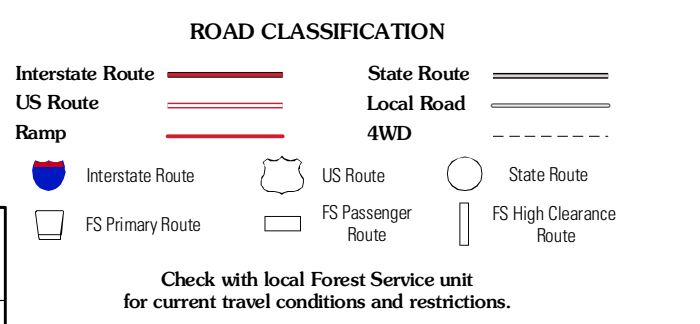 ROAD CLASSIFICATION
Interstate Route
State Route
US Route
Local Road
Ramp
4WD
Interstate Route
US Route
State Route
FS Primary Route
FS Passenger
Route
FS High Clearance
Route
Check with local Forest Service unit
for current travel conditions and restrictions.